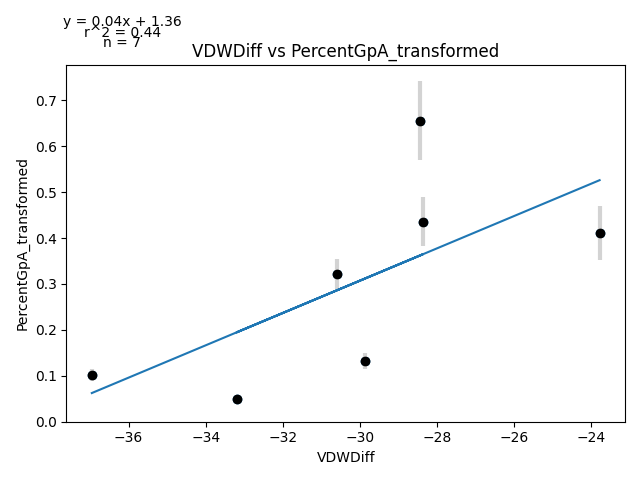 y = 0.04x + 1.36
r^2 = 0.44
n = 7
VDWDiff vs PercentGpA_transformed
0.7
0.6
0.5
0.4
0.3
0.2
0.1
0.0
PercentGpA_transformed
−36
−34
−32
−30
−28
−26
−24
VDWDiff